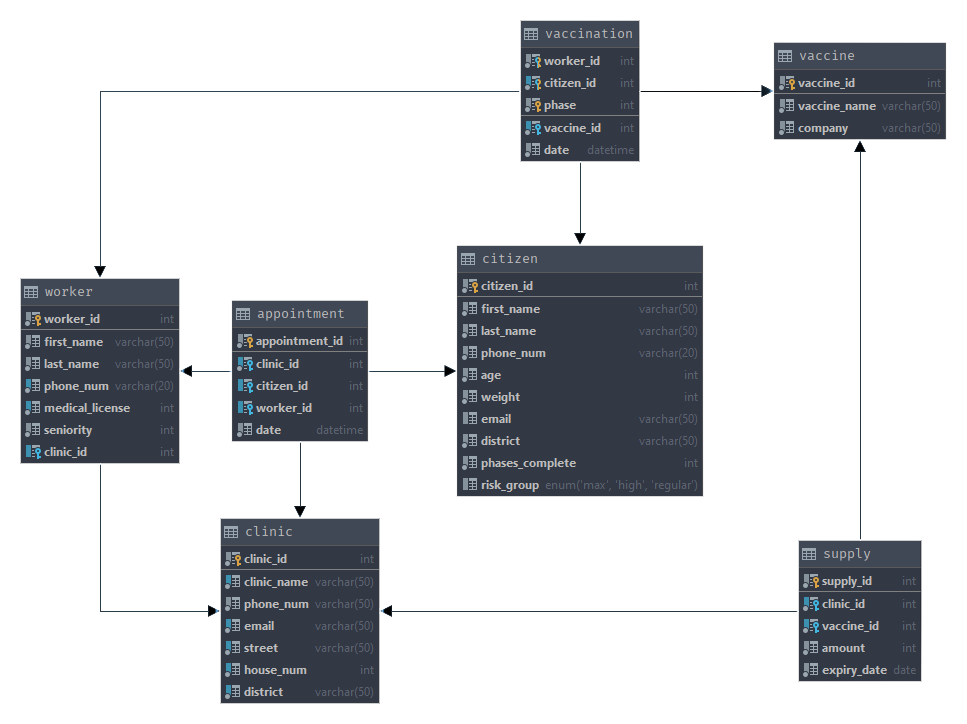 vaccination
worker_id int
citizen_id int
phase int
vaccine_id int
date datetime
vaccine
vaccine_id int
vaccine_name varchar(50)
company varchar(50)
citizen
citizen_id int
first_name varchar(50)
last_name varchar(50)
phone_num varchar(20)
age int
weight int
email varchar(50)
district varchar(50)
phases_complete int
risk_group enum('max', 'high', 'regular')
worker
worker_id int
first_name varchar(50)
last_name varchar(50)
phone_num varchar(20)
medical_license int
seniority int
clinic_id int
appointment
appointment_id int
clinic_id int
citizen_id int
worker_id int
date datetime
clinic
clinic_id int
clinic_name varchar(50)
phone_num varchar(50)
email varchar(50)
street varchar(50)
house_num int
district varchar(50)
supply
supply_id int
clinic_id int
vaccine_id int
amount int
expiry_date date